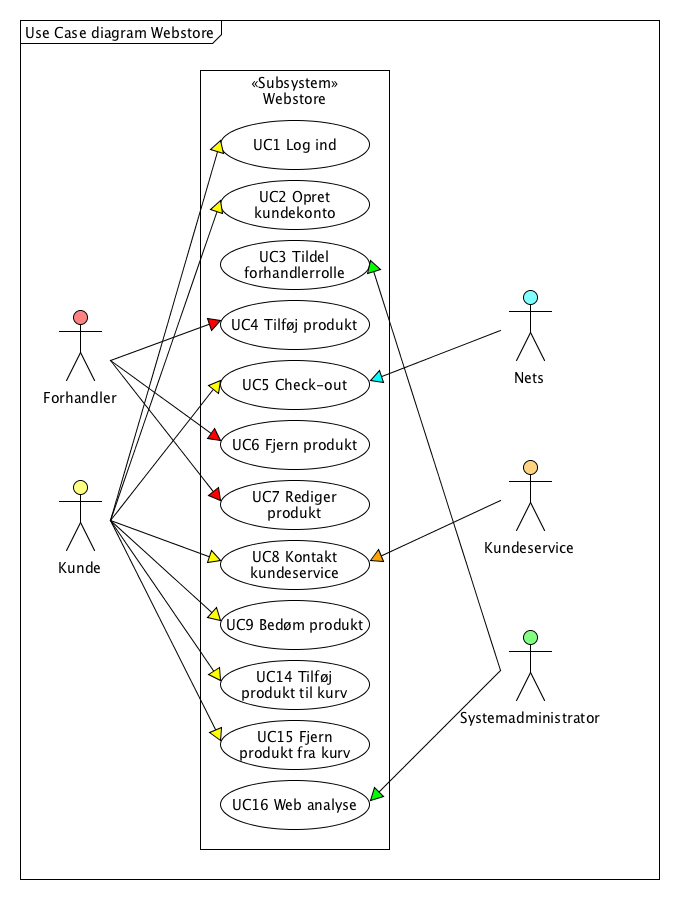 Use Case diagram Webstore
«Subsystem»
Webstore
UC1 Log ind
UC2 Opret
kundekonto
UC3 Tildel
forhandlerrolle
UC4 Tilføj produkt
UC5 Check-out
UC6 Fjern produkt
UC7 Rediger
produkt
UC8 Kontakt
kundeservice
UC9 Bedøm produkt
UC14 Tilføj
produkt til kurv
UC15 Fjern
produkt fra kurv
UC16 Web analyse
Forhandler
Kunde
Nets
Kundeservice
Systemadministrator